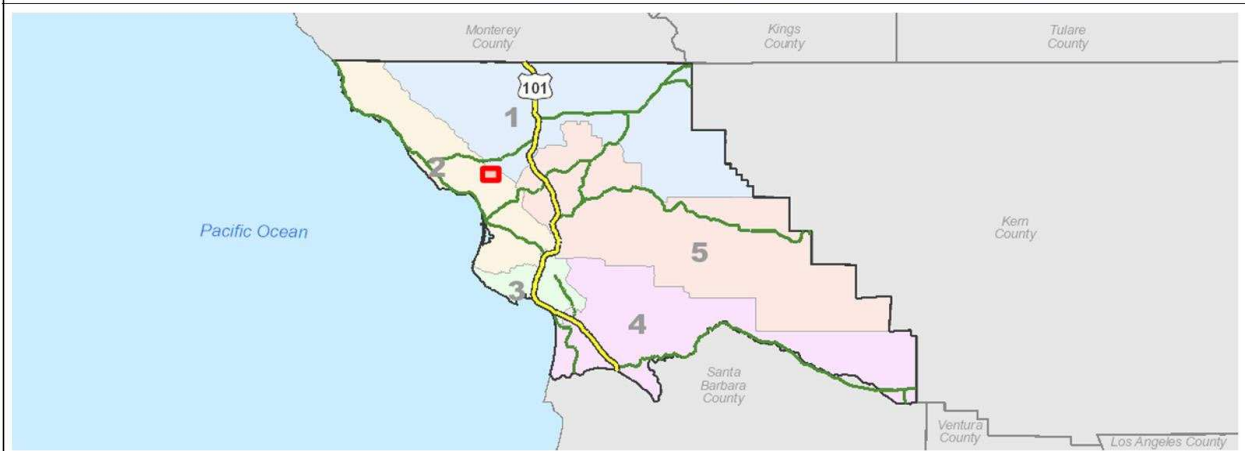 Monterey
County
Kings
County
Tulare
County
101
1
2
Pacific Ocean
Kern
County
5
3
4
Santa
Barbara
County
Ventura
County
Los Angeles County